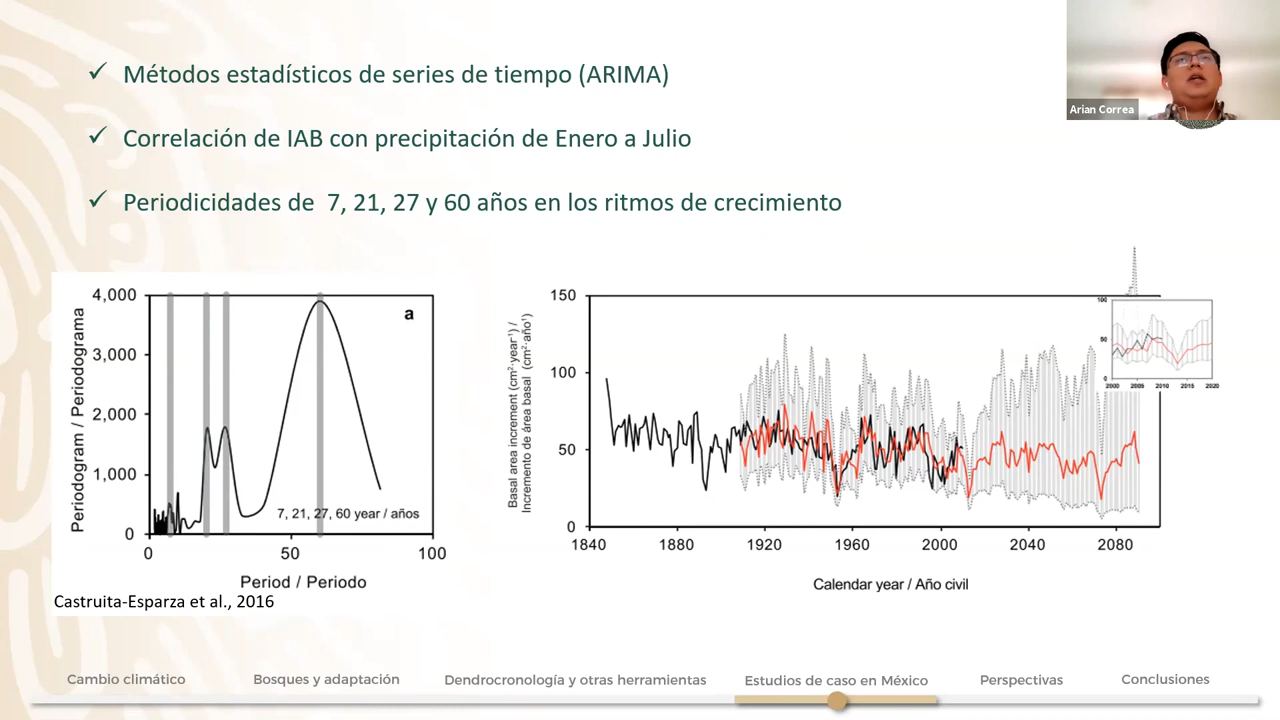 ✓ Métodos estadísticos de series de tiempo (ARIMA)
✓ Correlación de IAB con precipitación de Enero a Julio
✓ Periodicidades de 7, 21, 27 y 60 años en los ritmos de crecimiento
Arian Correa
Periodogram / Periodograma
4,000
3,000
2,000
1,000
0
a
7, 21, 27, 60 year / años
0
50
100
Period / Periodo
Castruita-Esparza et al., 2016
Basal area increment (cm²·year¹) /
Incremento de área basal (cm²·año¹)
150
100
50
0
1840
1880
1920
1960
2000
2040
2080
Calendar year / Año civil
100
50
0
2000
2005
2010
2015
2020
Cambio climático
Bosques y adaptación
Dendrocronología y otras herramientas
Estudios de caso en México
Perspectivas
Conclusiones